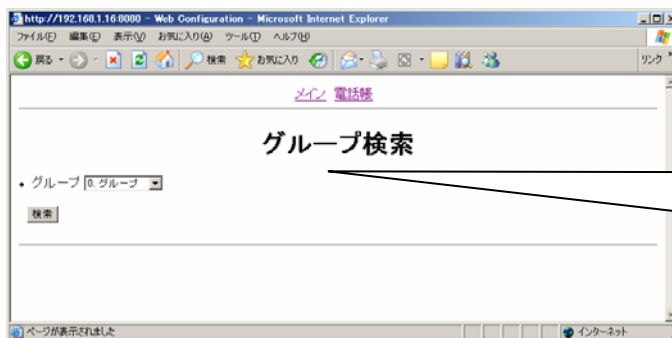 http://192.168.1.16:8080 - Web Configuration - Microsoft Internet Explorer
ファイル(F) 編集(E) 表示(V) お気に入り(A) ツール(T) ヘルプ(H)
戻る 検索 お気に入り リンク »
メイン 電話帳
グループ検索
• グループ 0. グループ
検索
ページが表示されました インターネット